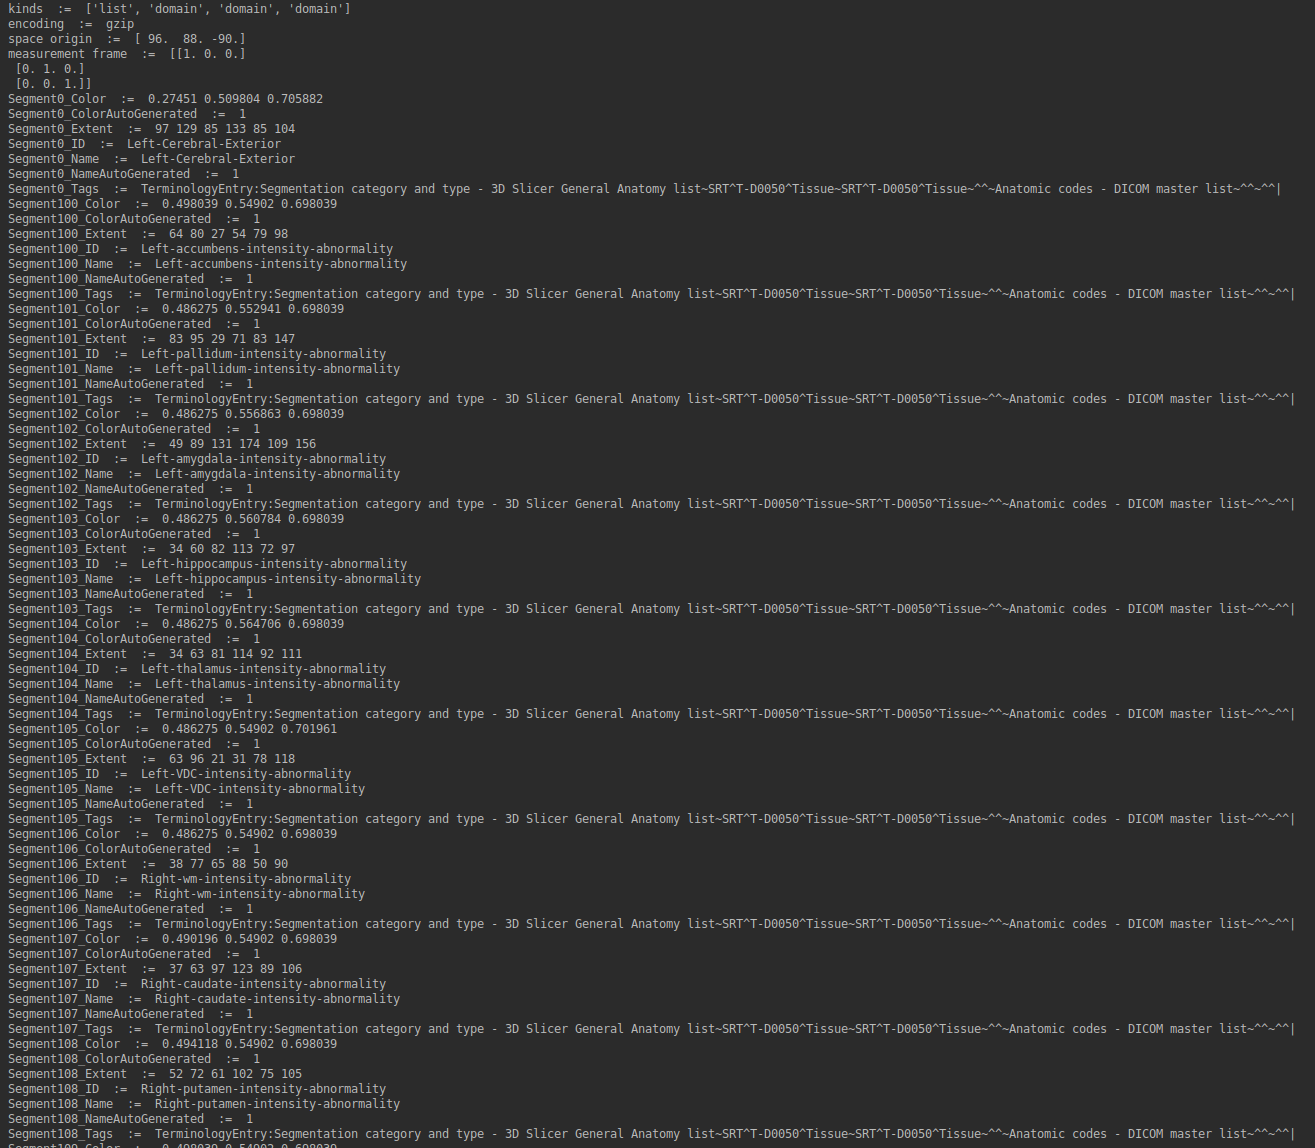 kinds  :=  ['list', 'domain', 'domain', 'domain']
encoding  :=  gzip
space origin  :=  [ 96.  88. -90.]
measurement frame  :=  [[1. 0. 0.]
 [0. 1. 0.]
 [0. 0. 1.]]
Segment0_Color  :=  0.27451 0.509804 0.705882
Segment0_ColorAutoGenerated  :=  1
Segment0_Extent  :=  97 129 85 133 85 104
Segment0_ID  :=  Left-Cerebral-Exterior
Segment0_Name  :=  Left-Cerebral-Exterior
Segment0_NameAutoGenerated  :=  1
Segment0_Tags  :=  TerminologyEntry:Segmentation category and type - 3D Slicer General Anatomy list~SRT^T-D0050^Tissue~SRT^T-D0050^Tissue~^^~Anatomic codes - DICOM master list~^^~^^|
Segment100_Color  :=  0.498039 0.54902 0.698039
Segment100_ColorAutoGenerated  :=  1
Segment100_Extent  :=  64 80 27 54 79 98
Segment100_ID  :=  Left-accumbens-intensity-abnormality
Segment100_Name  :=  Left-accumbens-intensity-abnormality
Segment100_NameAutoGenerated  :=  1
Segment100_Tags  :=  TerminologyEntry:Segmentation category and type - 3D Slicer General Anatomy list~SRT^T-D0050^Tissue~SRT^T-D0050^Tissue~^^~Anatomic codes - DICOM master list~^^~^^|
Segment101_Color  :=  0.486275 0.552941 0.698039
Segment101_ColorAutoGenerated  :=  1
Segment101_Extent  :=  83 95 29 71 83 147
Segment101_ID  :=  Left-pallidum-intensity-abnormality
Segment101_Name  :=  Left-pallidum-intensity-abnormality
Segment101_NameAutoGenerated  :=  1
Segment101_Tags  :=  TerminologyEntry:Segmentation category and type - 3D Slicer General Anatomy list~SRT^T-D0050^Tissue~SRT^T-D0050^Tissue~^^~Anatomic codes - DICOM master list~^^~^^|
Segment102_Color  :=  0.486275 0.556863 0.698039
Segment102_ColorAutoGenerated  :=  1
Segment102_Extent  :=  49 89 131 174 109 156
Segment102_ID  :=  Left-amygdala-intensity-abnormality
Segment102_Name  :=  Left-amygdala-intensity-abnormality
Segment102_NameAutoGenerated  :=  1
Segment102_Tags  :=  TerminologyEntry:Segmentation category and type - 3D Slicer General Anatomy list~SRT^T-D0050^Tissue~SRT^T-D0050^Tissue~^^~Anatomic codes - DICOM master list~^^~^^|
Segment103_Color  :=  0.486275 0.560784 0.698039
Segment103_ColorAutoGenerated  :=  1
Segment103_Extent  :=  34 60 82 113 72 97
Segment103_ID  :=  Left-hippocampus-intensity-abnormality
Segment103_Name  :=  Left-hippocampus-intensity-abnormality
Segment103_NameAutoGenerated  :=  1
Segment103_Tags  :=  TerminologyEntry:Segmentation category and type - 3D Slicer General Anatomy list~SRT^T-D0050^Tissue~SRT^T-D0050^Tissue~^^~Anatomic codes - DICOM master list~^^~^^|
Segment104_Color  :=  0.486275 0.564706 0.698039
Segment104_ColorAutoGenerated  :=  1
Segment104_Extent  :=  34 63 81 114 92 111
Segment104_ID  :=  Left-thalamus-intensity-abnormality
Segment104_Name  :=  Left-thalamus-intensity-abnormality
Segment104_NameAutoGenerated  :=  1
Segment104_Tags  :=  TerminologyEntry:Segmentation category and type - 3D Slicer General Anatomy list~SRT^T-D0050^Tissue~SRT^T-D0050^Tissue~^^~Anatomic codes - DICOM master list~^^~^^|
Segment105_Color  :=  0.486275 0.54902 0.701961
Segment105_ColorAutoGenerated  :=  1
Segment105_Extent  :=  63 96 21 31 78 118
Segment105_ID  :=  Left-VDC-intensity-abnormality
Segment105_Name  :=  Left-VDC-intensity-abnormality
Segment105_NameAutoGenerated  :=  1
Segment105_Tags  :=  TerminologyEntry:Segmentation category and type - 3D Slicer General Anatomy list~SRT^T-D0050^Tissue~SRT^T-D0050^Tissue~^^~Anatomic codes - DICOM master list~^^~^^|
Segment106_Color  :=  0.486275 0.54902 0.698039
Segment106_ColorAutoGenerated  :=  1
Segment106_Extent  :=  38 77 65 88 50 90
Segment106_ID  :=  Right-wm-intensity-abnormality
Segment106_Name  :=  Right-wm-intensity-abnormality
Segment106_NameAutoGenerated  :=  1
Segment106_Tags  :=  TerminologyEntry:Segmentation category and type - 3D Slicer General Anatomy list~SRT^T-D0050^Tissue~SRT^T-D0050^Tissue~^^~Anatomic codes - DICOM master list~^^~^^|
Segment107_Color  :=  0.490196 0.54902 0.698039
Segment107_ColorAutoGenerated  :=  1
Segment107_Extent  :=  37 63 97 123 89 106
Segment107_ID  :=  Right-caudate-intensity-abnormality
Segment107_Name  :=  Right-caudate-intensity-abnormality
Segment107_NameAutoGenerated  :=  1
Segment107_Tags  :=  TerminologyEntry:Segmentation category and type - 3D Slicer General Anatomy list~SRT^T-D0050^Tissue~SRT^T-D0050^Tissue~^^~Anatomic codes - DICOM master list~^^~^^|
Segment108_Color  :=  0.494118 0.54902 0.698039
Segment108_ColorAutoGenerated  :=  1
Segment108_Extent  :=  52 72 61 102 75 105
Segment108_ID  :=  Right-putamen-intensity-abnormality
Segment108_Name  :=  Right-putamen-intensity-abnormality
Segment108_NameAutoGenerated  :=  1
Segment108_Tags  :=  TerminologyEntry:Segmentation category and type - 3D Slicer General Anatomy list~SRT^T-D0050^Tissue~SRT^T-D0050^Tissue~^^~Anatomic codes - DICOM master list~^^~^^|